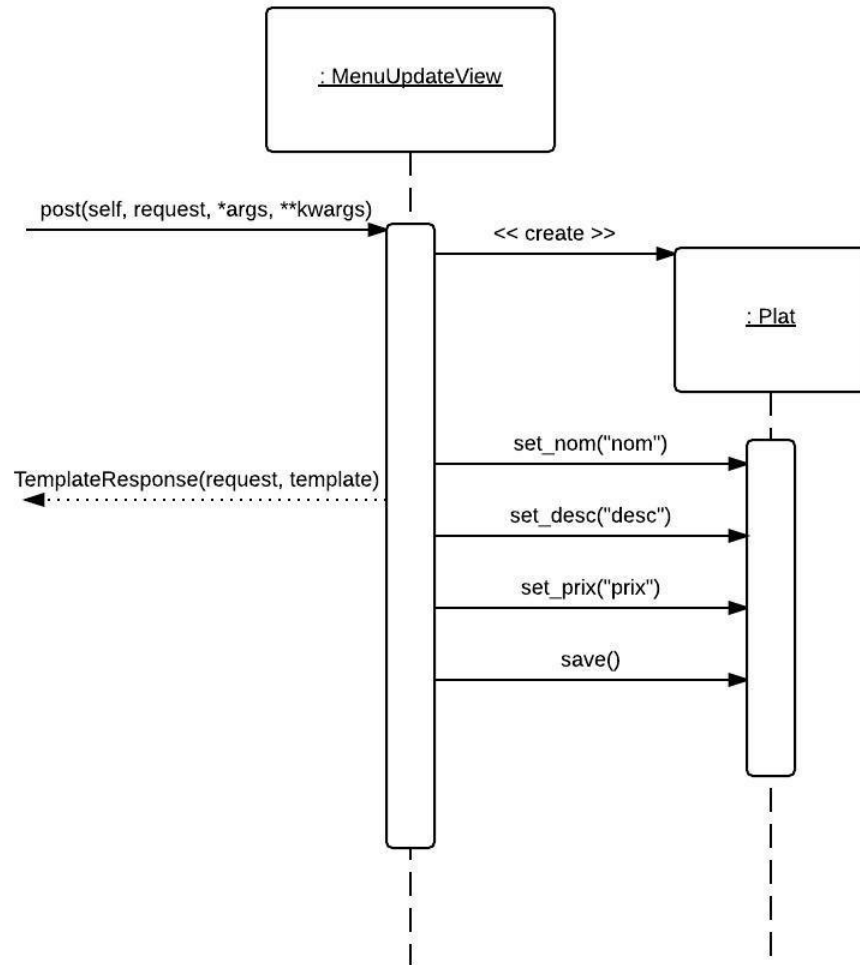 : MenuUpdateView
post(self, request, *args, **kwargs)
<< create >>
: Plat
set_nom("nom")
TemplateResponse(request, template)
set_desc("desc")
set_prix("prix")
save()